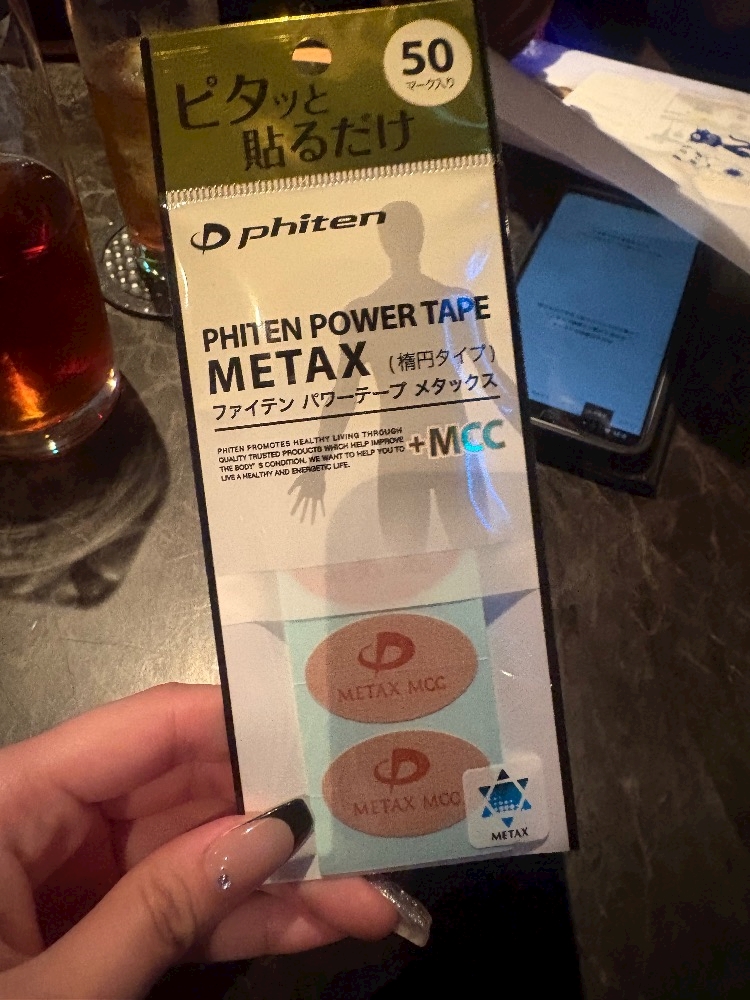 ピタッと
貼るだけ
50
マーク入り
phiten
PHITEN POWER TAPE
METAX (楕円タイプ)
ファイテン パワーテープ メタックス
PHITEN PROMOTES HEALTHY LIVING THROUGH
QUALITY TRUSTED PRODUCTS WHICH HELP IMPROVE
THE BODY'S CONDITION. WE WANT TO HELP YOU TO
LIVE A HEALTHY AND ENERGETIC LIFE.
+MCC
METAX MCC
METAX MCC
METAX